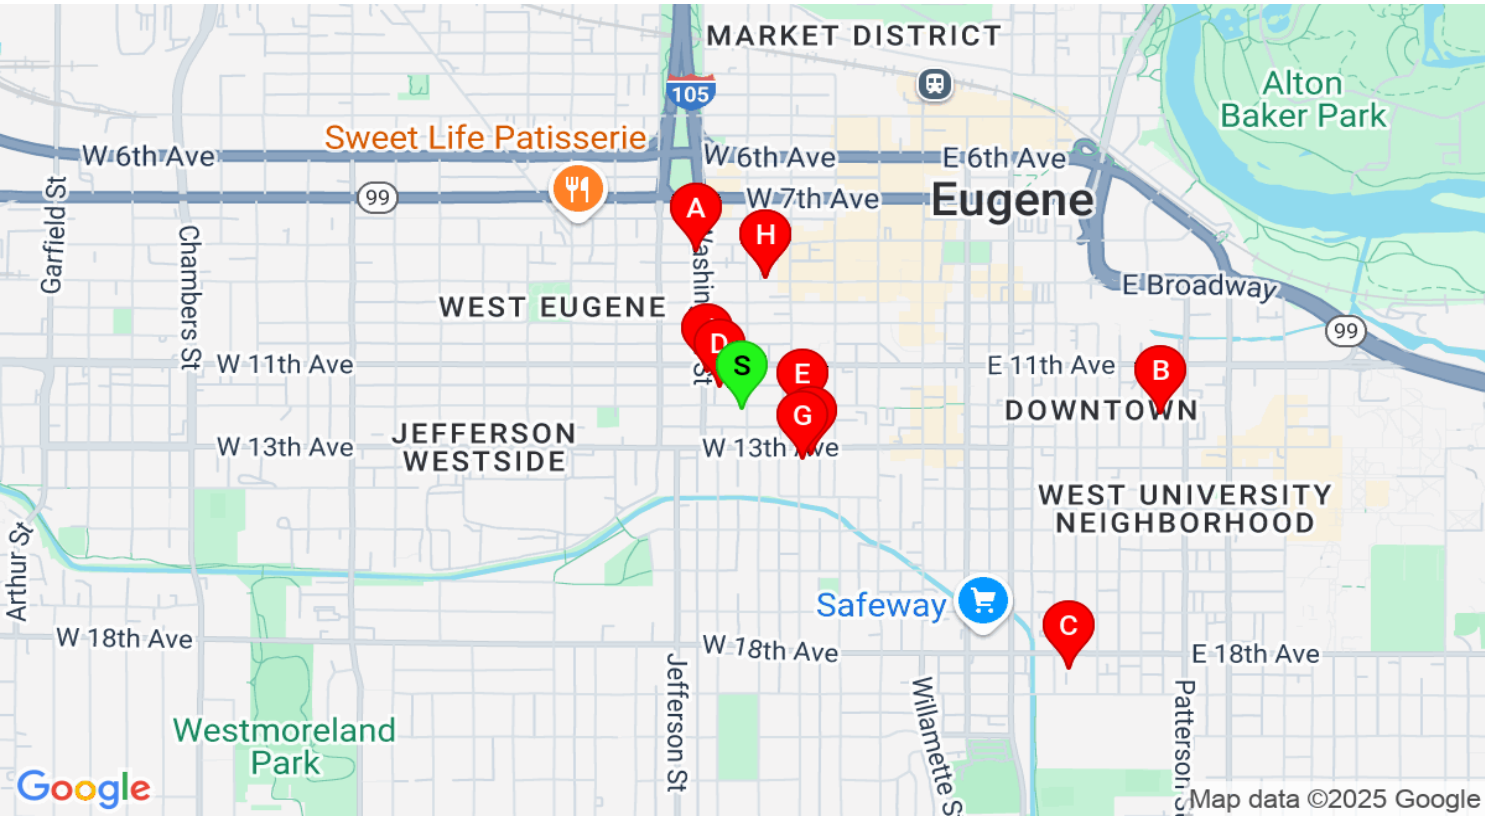 MARKET DISTRICT
105
Alton
Baker Park
Sweet Life Patisserie
W 6th Ave
W 6th Ave
E 6th Ave
99
W 7th Ave
Eugene
Garfield St
A
H
Chambers St
WEST EUGENE
E Broadway
99
W 11th Ave
D
S
St
E
E 11th Ave
B
G
DOWNTOWN
JEFFERSON
WESTSIDE
W 13th Ave
W 13th Ave
WEST UNIVERSITY
NEIGHBORHOOD
Arthur St
Safeway
C
W 18th Ave
W 18th Ave
E 18th Ave
Jefferson St
Willamette S
Patterson S
Westmoreland
Park
Google
Map data ©2025 Google